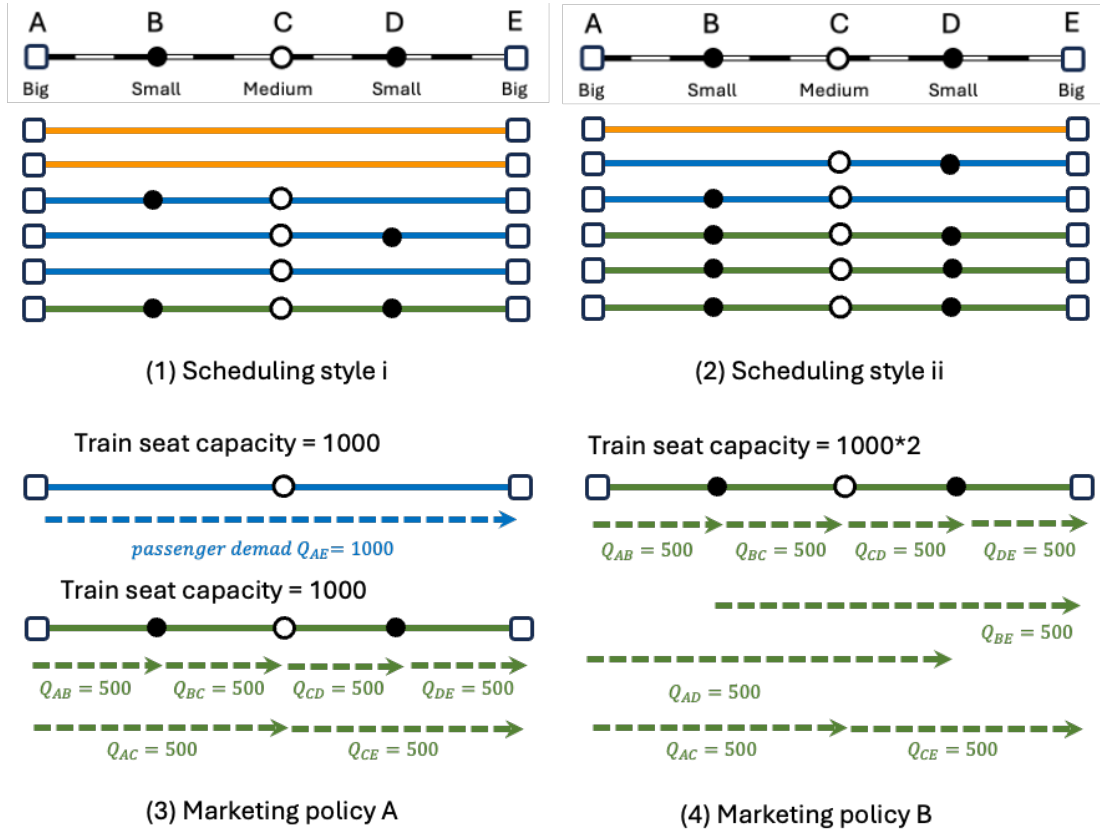 A B C D E
Big Small Medium Small Big
A B C D E
Big Small Medium Small Big
(1) Scheduling style i
(2) Scheduling style ii
Train seat capacity = 1000
passenger demad Q_AE= 1000
Train seat capacity = 1000
Q_AB = 500 Q_BC = 500 Q_CD = 500 Q_DE = 500
Q_AC = 500 Q_CE = 500
(3) Marketing policy A
Train seat capacity = 1000*2
Q_AB = 500 Q_BC = 500 Q_CD = 500 Q_DE = 500
Q_BE = 500
Q_AD = 500
Q_AC = 500 Q_CE = 500
(4) Marketing policy B